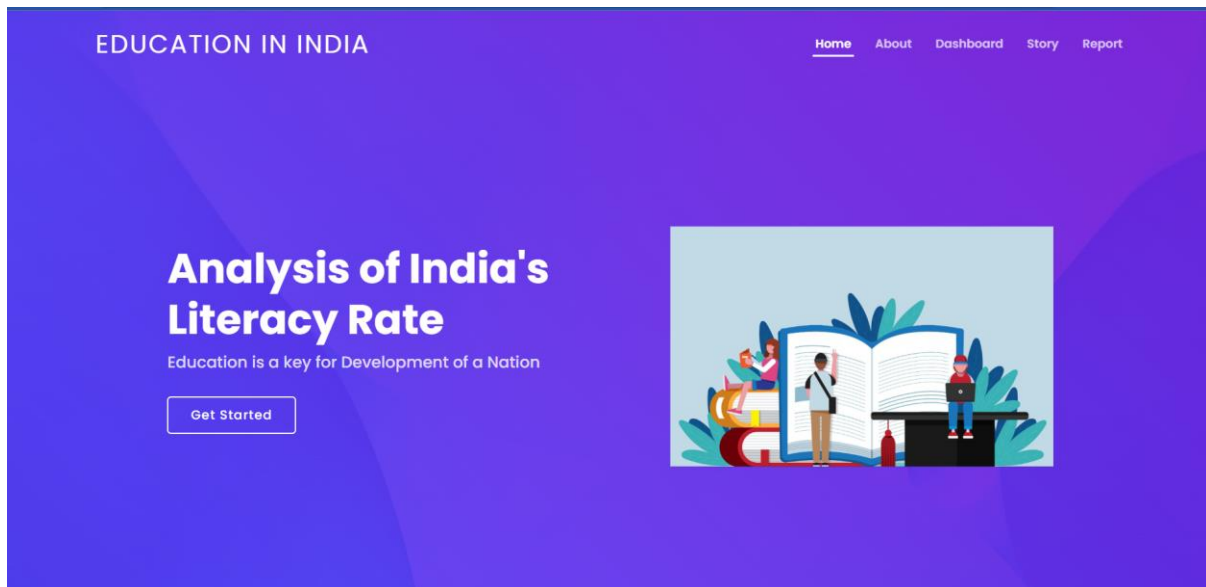 EDUCATION IN INDIA
Home About Dashboard Story Report
Analysis of India's
Literacy Rate
Education is a key for Development of a Nation
Get Started